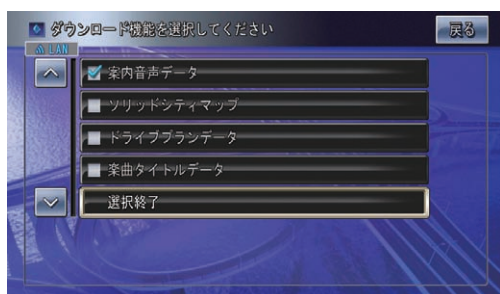 ダウンロード機能を選択してください
戻る
LAN
案内音声データ
ソリッドシティマップ
ドライブプランデータ
楽曲タイトルデータ
選択終了